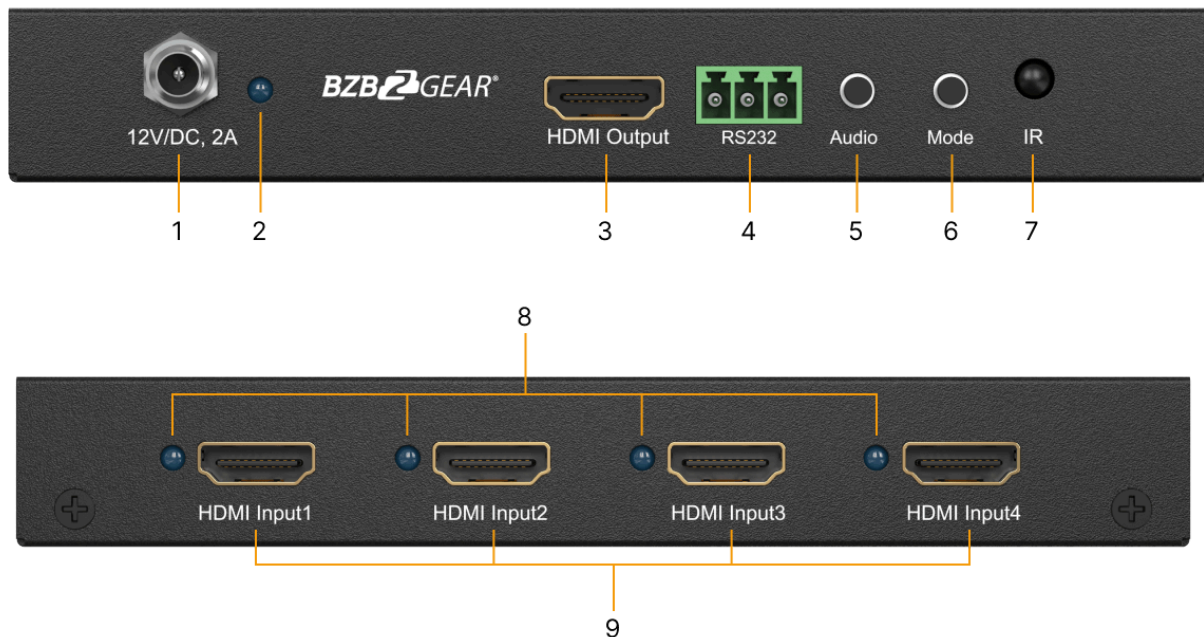 BZBGEAR®
12V/DC, 2A
HDMI Output
RS232
Audio
Mode
IR
1
2
3
4
5
6
7
8
HDMI Input1
HDMI Input2
HDMI Input3
HDMI Input4
9